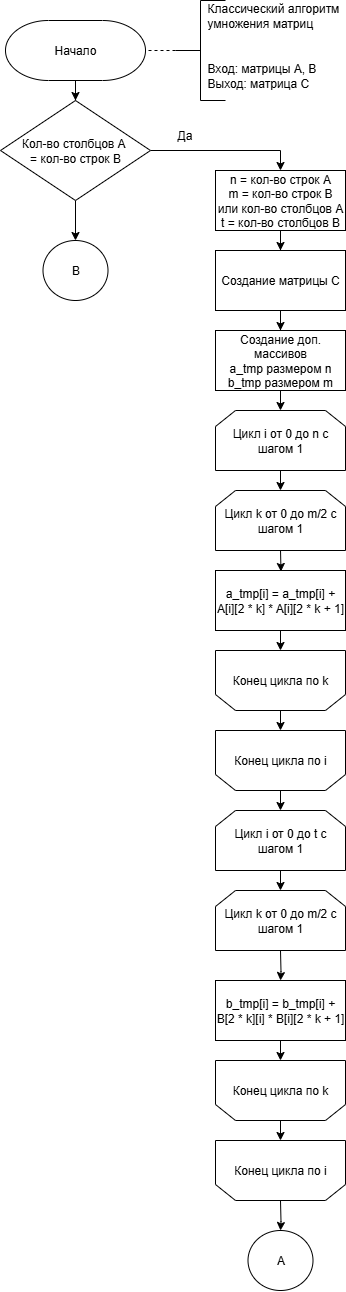 Классический алгоритм
умножения матриц
Вход: матрицы A, B
Выход: матрица C
Начало
Кол-во столбцов A
= кол-во строк B
Да
B
n = кол-во строк A
m = кол-во строк B
или кол-во столбцов A
t = кол-во столбцов B
Создание матрицы C
Создание доп.
массивов
a_tmp размером n
b_tmp размером m
Цикл i от 0 до n с
шагом 1
Цикл k от 0 до m/2 с
шагом 1
a_tmp[i] = a_tmp[i] +
A[i][2 * k] * A[i][2 * k + 1]
Конец цикла по k
Конец цикла по i
Цикл i от 0 до t с
шагом 1
Цикл k от 0 до m/2 с
шагом 1
b_tmp[i] = b_tmp[i] +
B[2 * k][i] * B[i][2 * k + 1]
Конец цикла по k
Конец цикла по i
A